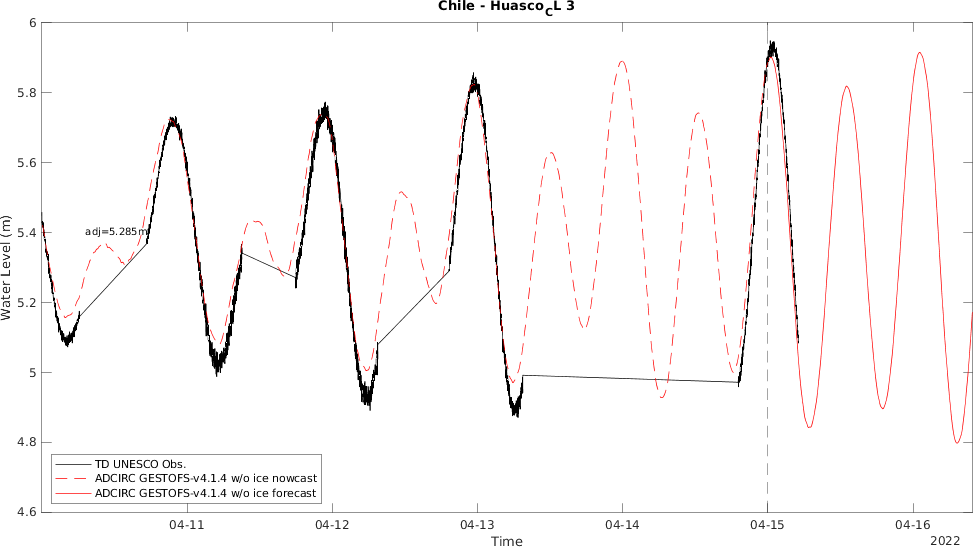 Chile - Huasco_CL 3
Water Level (m)
6
5.8
5.6
5.4
5.2
5
4.8
4.6
adj=5.285m
TD UNESCO Obs.
ADCIRC GESTOFS-v4.1.4 w/o ice nowcast
ADCIRC GESTOFS-v4.1.4 w/o ice forecast
04-11 04-12 04-13 04-14 04-15 04-16
Time
2022